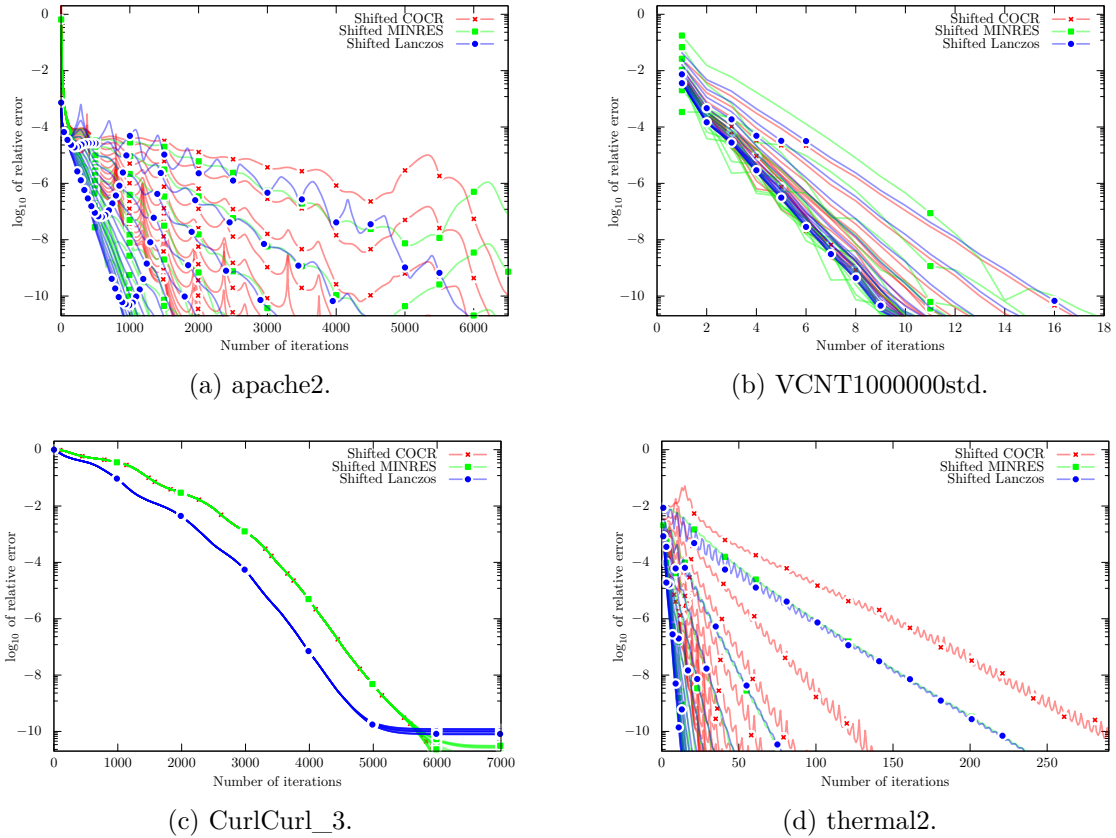 0
−2
−4
−6
−8
−10
0 1000 2000 3000 4000 5000 6000
log10 of relative error
Number of iterations
Shifted COCR
Shifted MINRES
Shifted Lanczos
(a) apache2.
0
−2
−4
−6
−8
−10
0 2 4 6 8 10 12 14 16 18
log10 of relative error
Number of iterations
Shifted COCR
Shifted MINRES
Shifted Lanczos
(b) VCNT1000000std.
0
−2
−4
−6
−8
−10
0 1000 2000 3000 4000 5000 6000 7000
log10 of relative error
Number of iterations
Shifted COCR
Shifted MINRES
Shifted Lanczos
(c) CurlCurl_3.
0
−2
−4
−6
−8
−10
0 50 100 150 200 250
log10 of relative error
Number of iterations
Shifted COCR
Shifted MINRES
Shifted Lanczos
(d) thermal2.